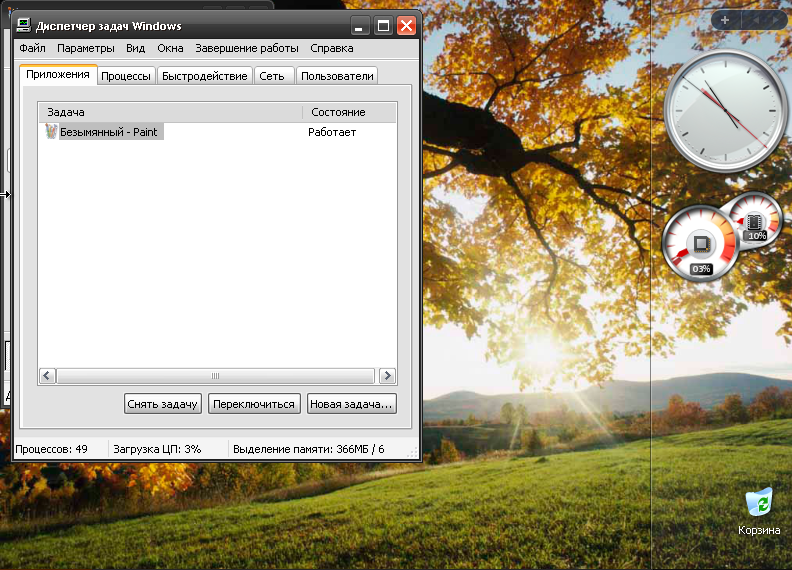 Диспетчер задач Windows
Файл Параметры Вид Окна Завершение работы Справка
Приложения Процессы Быстродействие Сеть Пользователи
Задача Состояние
Безымянный - Paint Работает
Снять задачу Переключиться Новая задача...
Процессов: 49 Загрузка ЦП: 3% Выделение памяти: 366МБ / 6
10%
03%
Корзина